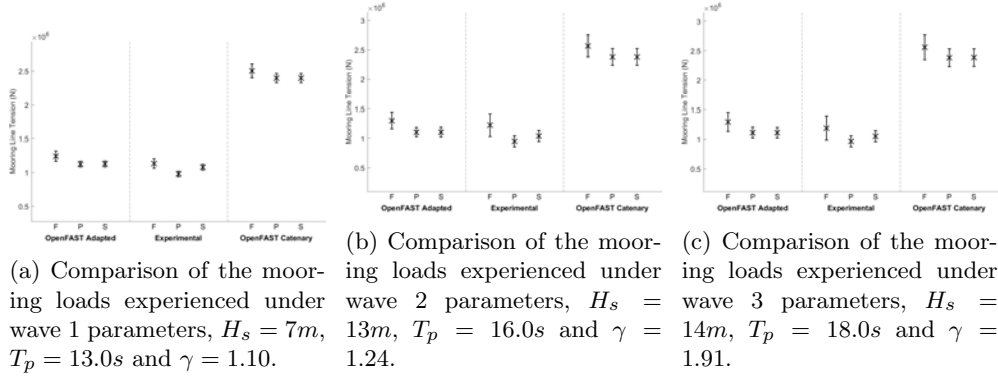 ×10⁶
Mooring Line Tension (N)
2.5
2
1.5
1
0.5
F P S F P S F P S
OpenFAST Adapted Experimental OpenFAST Catenary
(a) Comparison of the moor-
ing loads experienced under
wave 1 parameters, Hₛ = 7m,
Tₚ = 13.0s and γ = 1.10.
×10⁶
Mooring Line Tension (N)
3
2.5
2
1.5
1
0.5
F P S F P S F P S
OpenFAST Adapted Experimental OpenFAST Catenary
(b) Comparison of the moor-
ing loads experienced under
wave 2 parameters, Hₛ =
13m, Tₚ = 16.0s and γ =
1.24.
×10⁶
Mooring Line Tension (N)
3
2.5
2
1.5
1
0.5
F P S F P S F P S
OpenFAST Adapted Experimental OpenFAST Catenary
(c) Comparison of the moor-
ing loads experienced under
wave 3 parameters, Hₛ =
14m, Tₚ = 18.0s and γ =
1.91.